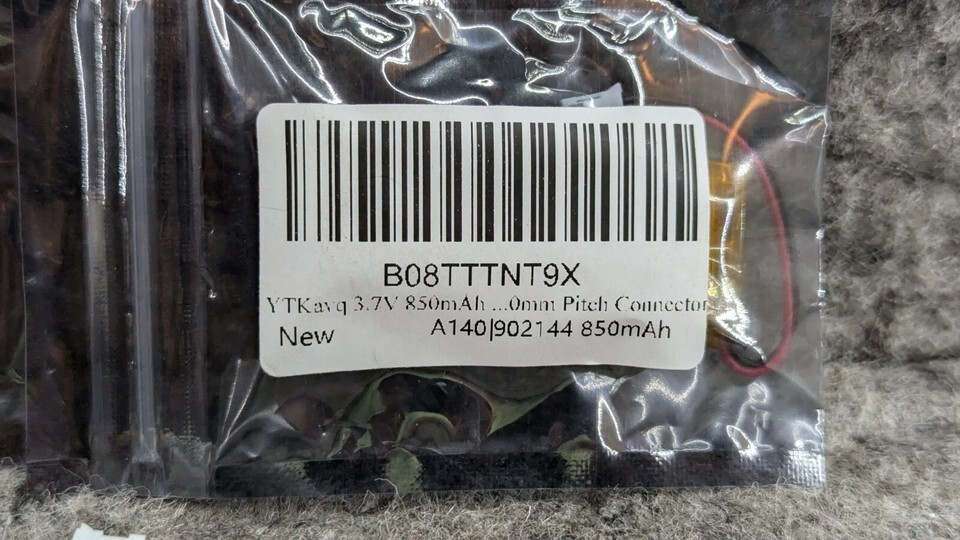 B08TTTNT9X
YTKavq 3.7V 850mAh ...0mm Pitch Connector
New A140|902144 850mAh